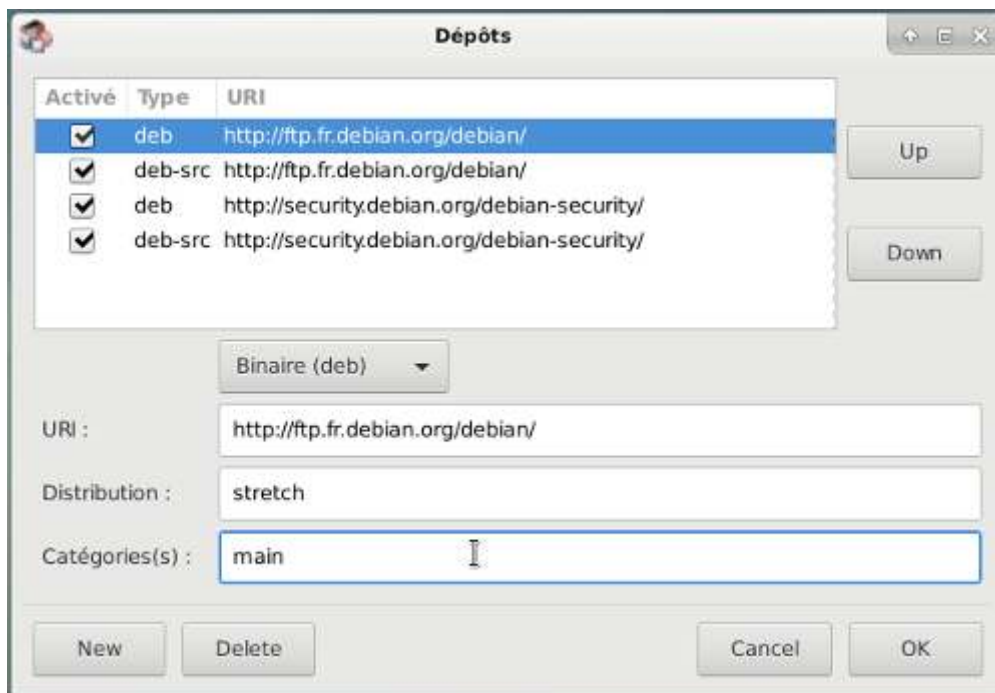 Dépôts
Activé Type URI
deb http://ftp.fr.debian.org/debian/
deb-src http://ftp.fr.debian.org/debian/
deb http://security.debian.org/debian-security/
deb-src http://security.debian.org/debian-security/
Up
Down
Binaire (deb)
URI : http://ftp.fr.debian.org/debian/
Distribution : stretch
Catégories(s) : main
New Delete Cancel OK